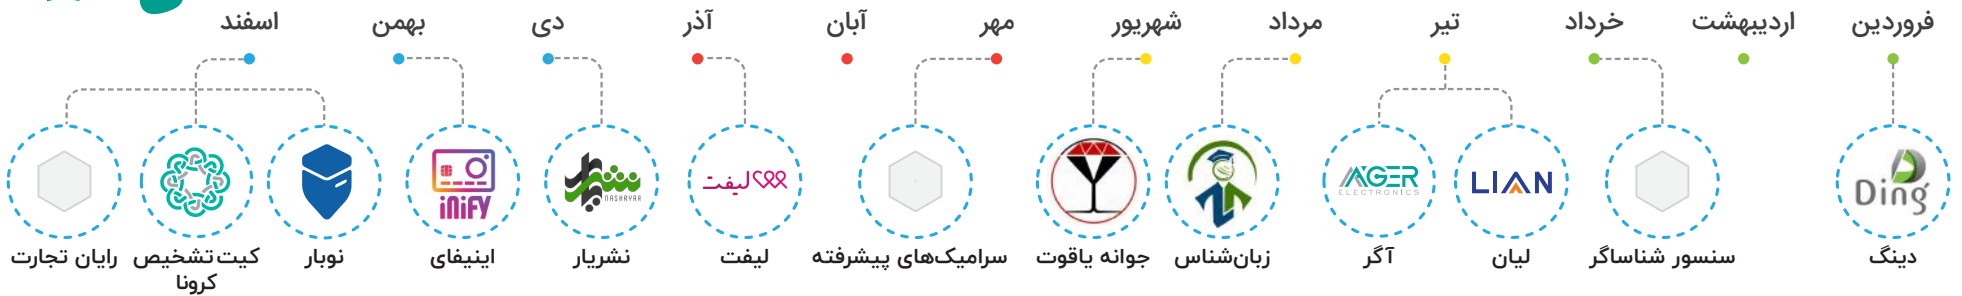 فروردین
اردیبهشت
خرداد
تیر
مرداد
شهریور
مهر
آبان
آذر
دی
بهمن
اسفند
Ding
LIAN
AGER
ELECTRONICS
لیفت
نشریار
NASHRYAR
iNiFY
دینگ
لیان
آگر
سنسور شناساگر
زبان‌شناس
جوانه یاقوت
سرامیک‌های پیشرفته
لیفت
نشریار
اینیفای
نوبار
کیت تشخیص
کرونا
رایان تجارت